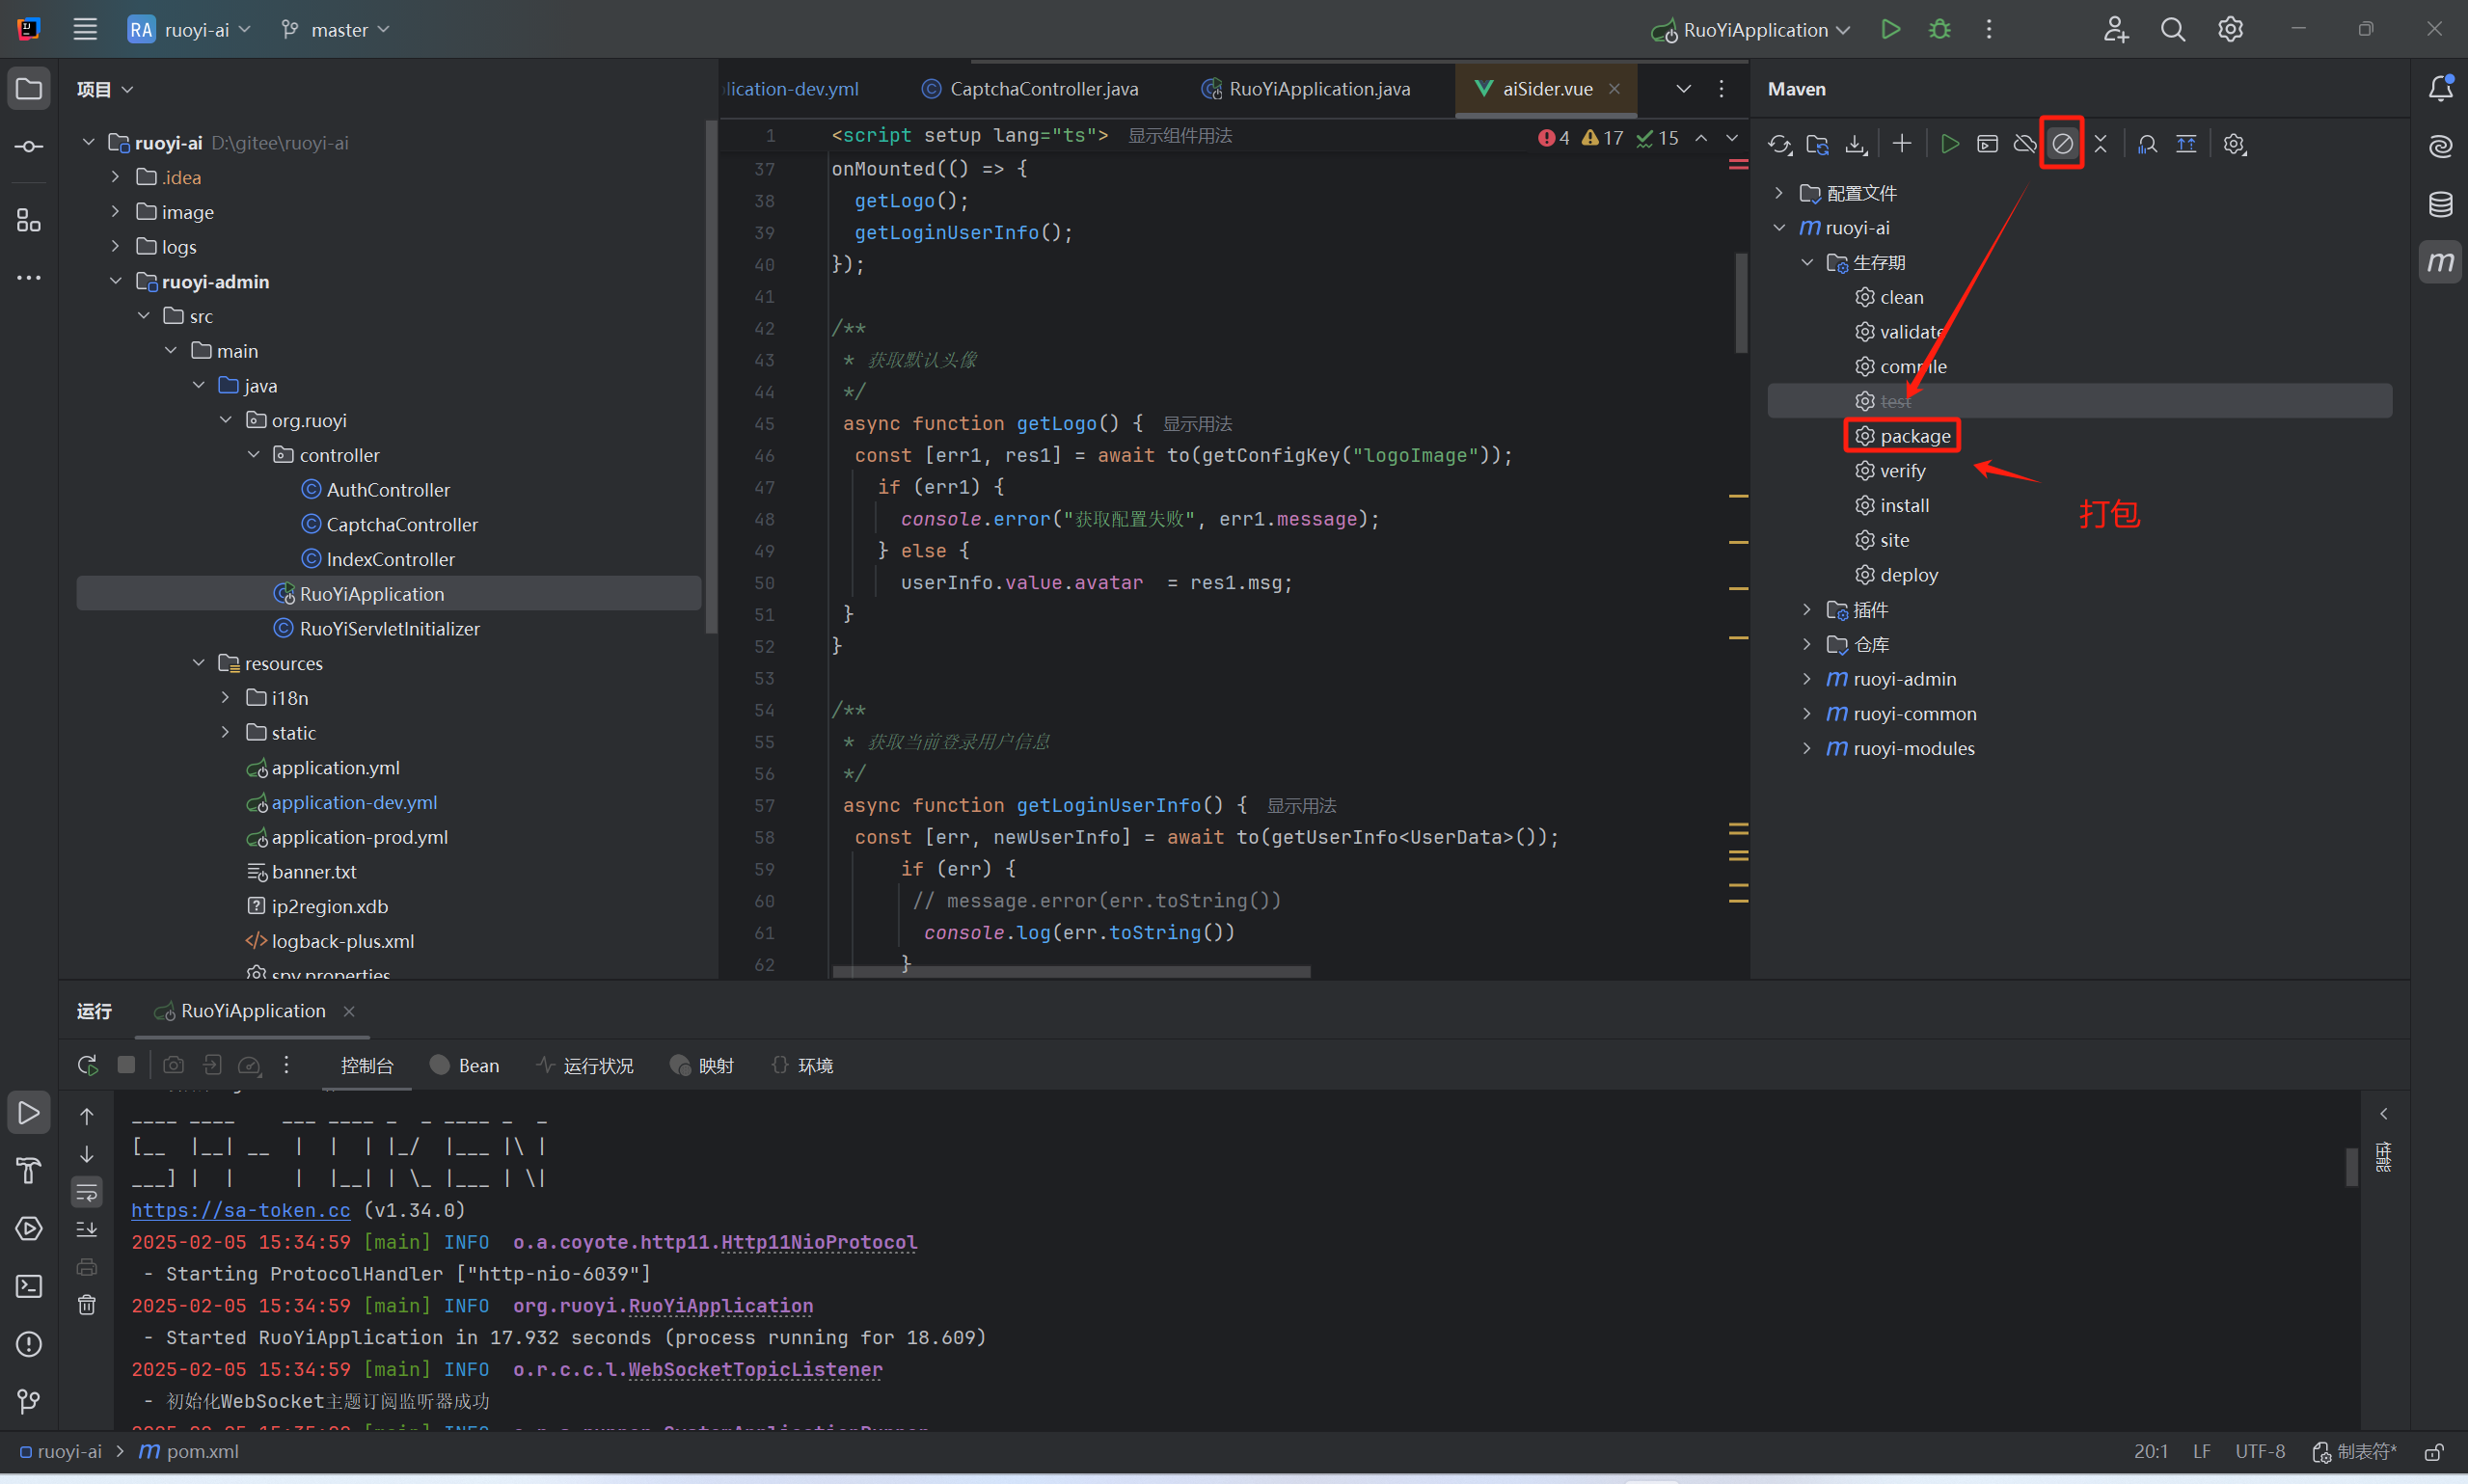 RA ruoyi-ai master RuoYiApplication
项目
ruoyi-ai D:\gitee\ruoyi-ai
.idea
image
logs
ruoyi-admin
src
main
java
org.ruoyi
controller
AuthController
CaptchaController
IndexController
RuoYiApplication
RuoYiServletInitializer
resources
i18n
static
application.yml
application-dev.yml
application-prod.yml
banner.txt
ip2region.xdb
logback-plus.xml
spy.properties
lication-dev.yml CaptchaController.java RuoYiApplication.java aiSider.vue
1 <script setup lang="ts"> 显示组件用法 4 17 15
37 onMounted(() => {
38 getLogo();
39 getLoginUserInfo();
40 });
41
42 /**
43 * 获取默认头像
44 */
45 async function getLogo() { 显示用法
46 const [err1, res1] = await to(getConfigKey("logoImage"));
47 if (err1) {
48 console.error("获取配置失败", err1.message);
49 } else {
50 userInfo.value.avatar = res1.msg;
51 }
52 }
53
54 /**
55 * 获取当前登录用户信息
56 */
57 async function getLoginUserInfo() { 显示用法
58 const [err, newUserInfo] = await to(getUserInfo<UserData>());
59 if (err) {
60 // message.error(err.toString())
61 console.log(err.toString())
62 }
Maven
配置文件
m ruoyi-ai
生存期
clean
validate
compile
test
package
verify
install
site
deploy
打包
插件
仓库
m ruoyi-admin
m ruoyi-common
m ruoyi-modules
m
运行 RuoYiApplication
控制台 Bean 运行状况 映射 环境
性能
https://sa-token.cc (v1.34.0)
2025-02-05 15:34:59 [main] INFO o.a.coyote.http11.Http11NioProtocol
- Starting ProtocolHandler ["http-nio-6039"]
2025-02-05 15:34:59 [main] INFO org.ruoyi.RuoYiApplication
- Started RuoYiApplication in 17.932 seconds (process running for 18.609)
2025-02-05 15:34:59 [main] INFO o.r.c.c.l.WebSocketTopicListener
- 初始化WebSocket主题订阅监听器成功
ruoyi-ai > m pom.xml 20:1 LF UTF-8 制表符*